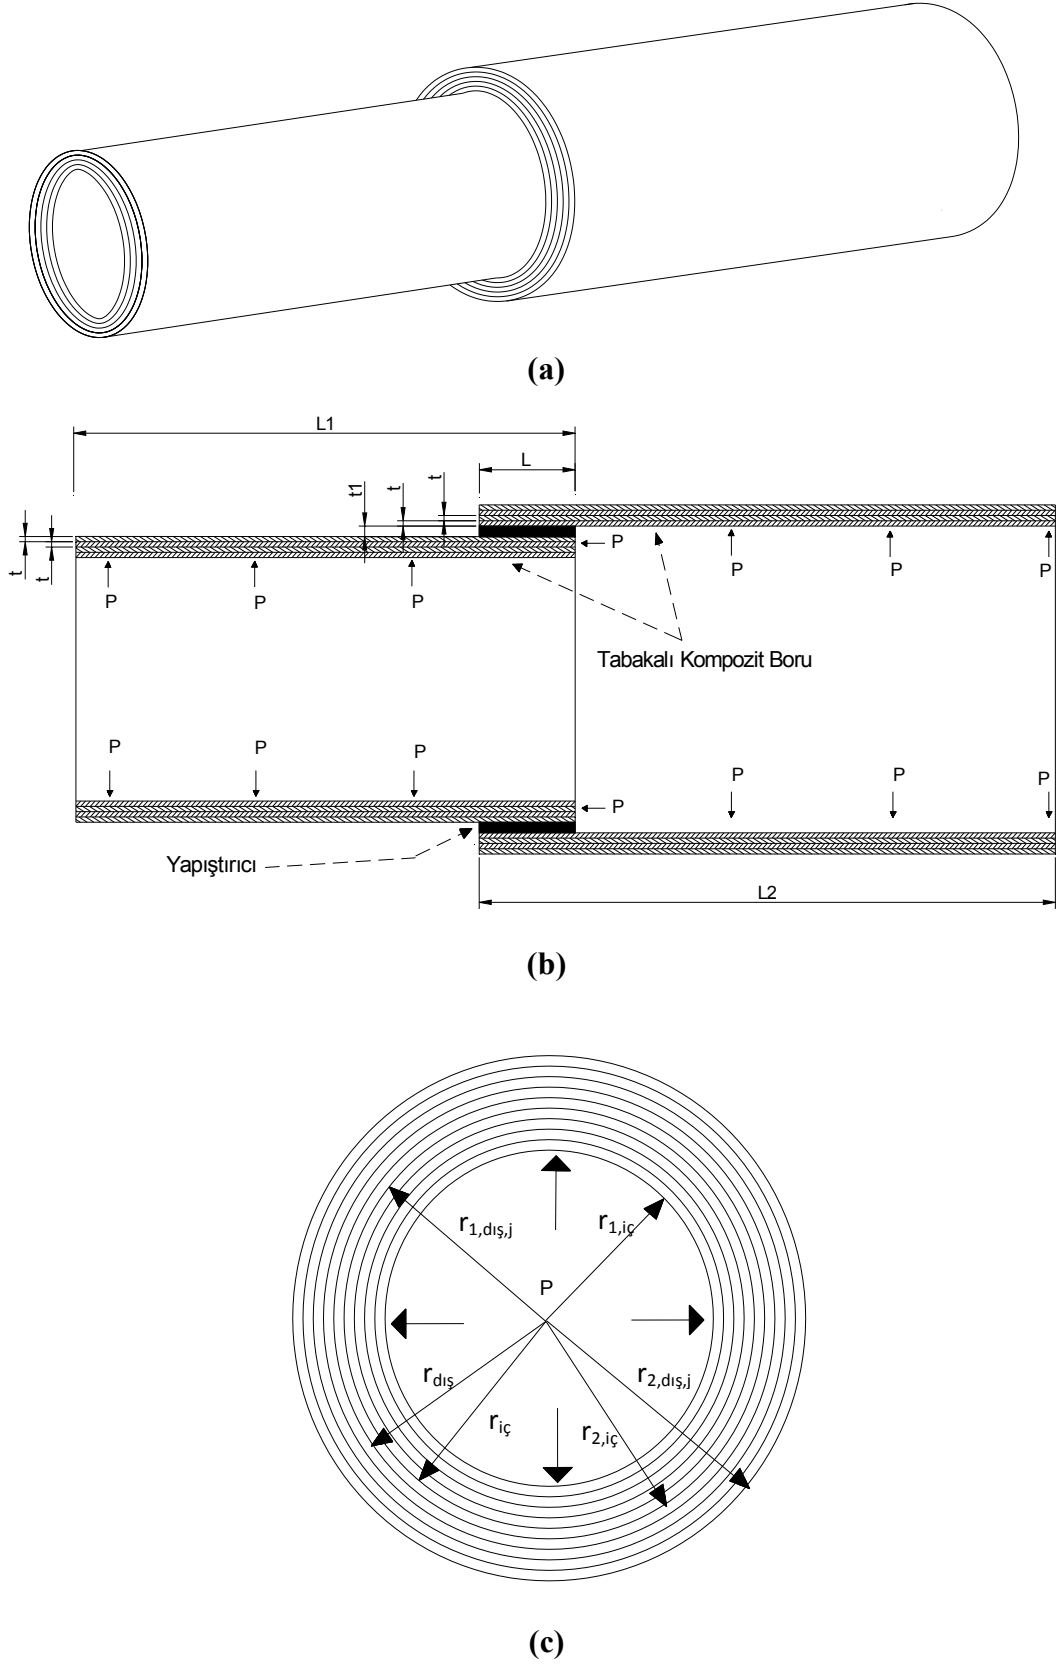 (a)
L1
L
t1
t
t
t
t
P
P
P
P
P
P
P
Tabakalı Kompozit Boru
P
P
P
P
P
P
P
Yapıştırıcı
L2
(b)
r1,dış,j
r1,iç
P
rdış
r2,dış,j
riç
r2,iç
(c)